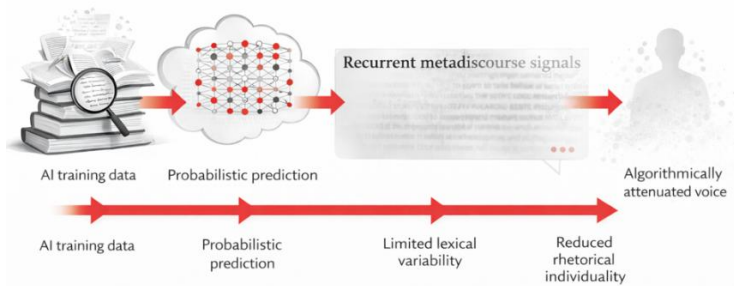 Recurrent metadiscourse signals
AI training data
Probabilistic prediction
Algorithmically
attenuated voice
AI training data
Probabilistic
prediction
Limited lexical
variability
Reduced
rhetorical
individuality